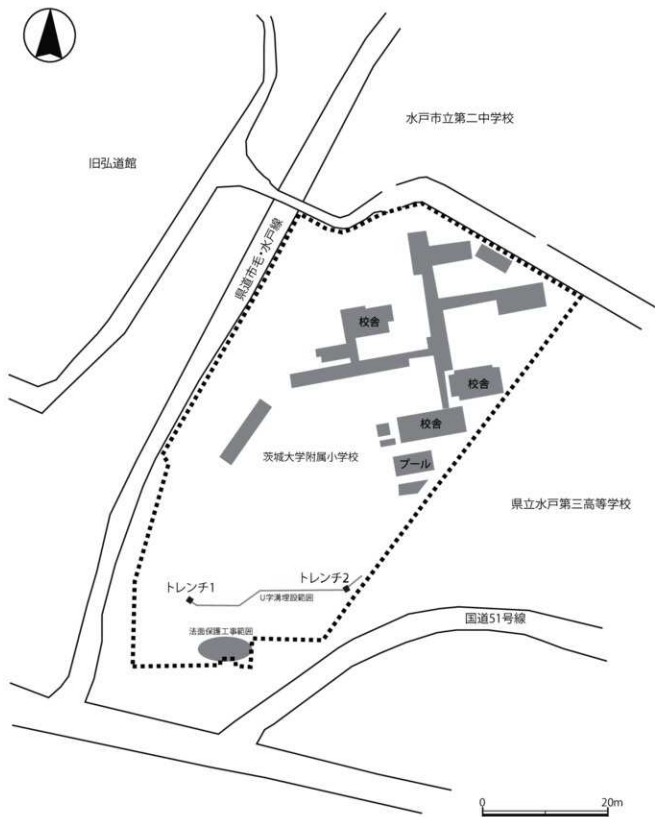 水戸市立第二中学校
旧弘道館
県道市毛・水戸線
校舎
校舎
校舎
茨城大学附属小学校
プール
県立水戸第三高等学校
トレンチ1
トレンチ2
U字溝埋設範囲
国道51号線
法面保護工事範囲
0
20m